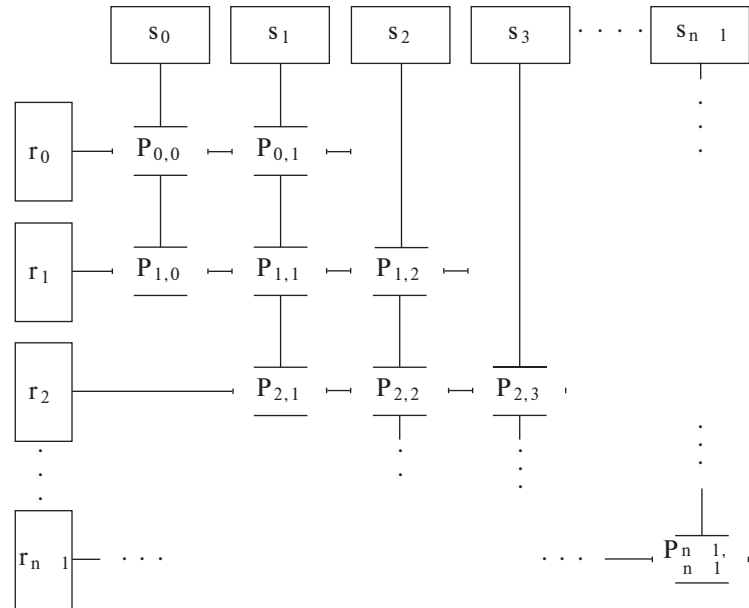 s₀ s₁ s₂ s₃ . . . . sₙ ₁
r₀ P₀,₀ P₀,₁
r₁ P₁,₀ P₁,₁ P₁,₂
r₂ P₂,₁ P₂,₂ P₂,₃
rₙ ₁ . . . . . . Pₙ ₁, ₙ ₁